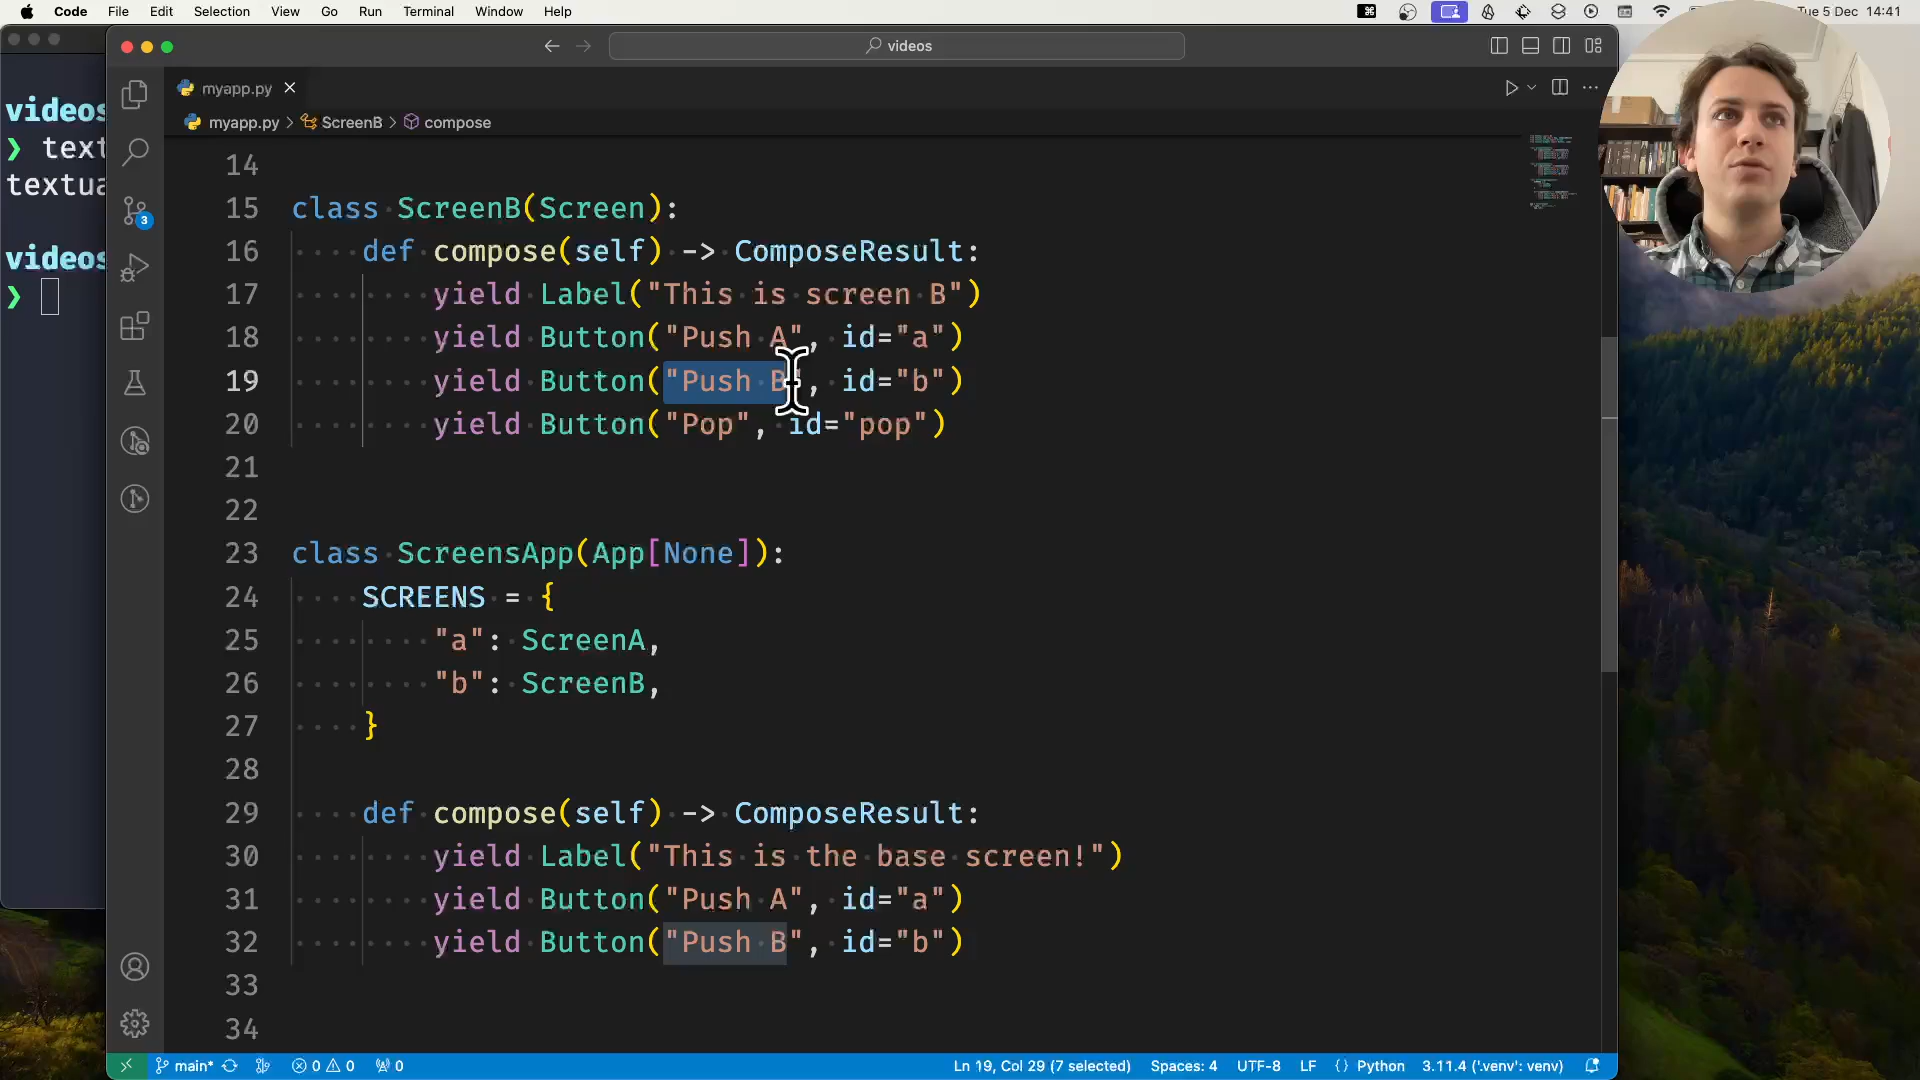 Code File Edit Selection View Go Run Terminal Window Help
Tue 5 Dec 14:41
videos
myapp.py
myapp.py > ScreenB > compose
videos
❯ text
textua
videos
❯
3
14
15 class ScreenB(Screen):
16 def compose(self) -> ComposeResult:
17 yield Label("This is screen B")
18 yield Button("Push A", id="a")
19 yield Button("Push B", id="b")
20 yield Button("Pop", id="pop")
21
22
23 class ScreensApp(App[None]):
24 SCREENS = {
25 "a": ScreenA,
26 "b": ScreenB,
27 }
28
29 def compose(self) -> ComposeResult:
30 yield Label("This is the base screen!")
31 yield Button("Push A", id="a")
32 yield Button("Push B", id="b")
33
34
main* 0 0 0 Ln 19, Col 29 (7 selected) Spaces: 4 UTF-8 LF {} Python 3.11.4 ('.venv': venv)